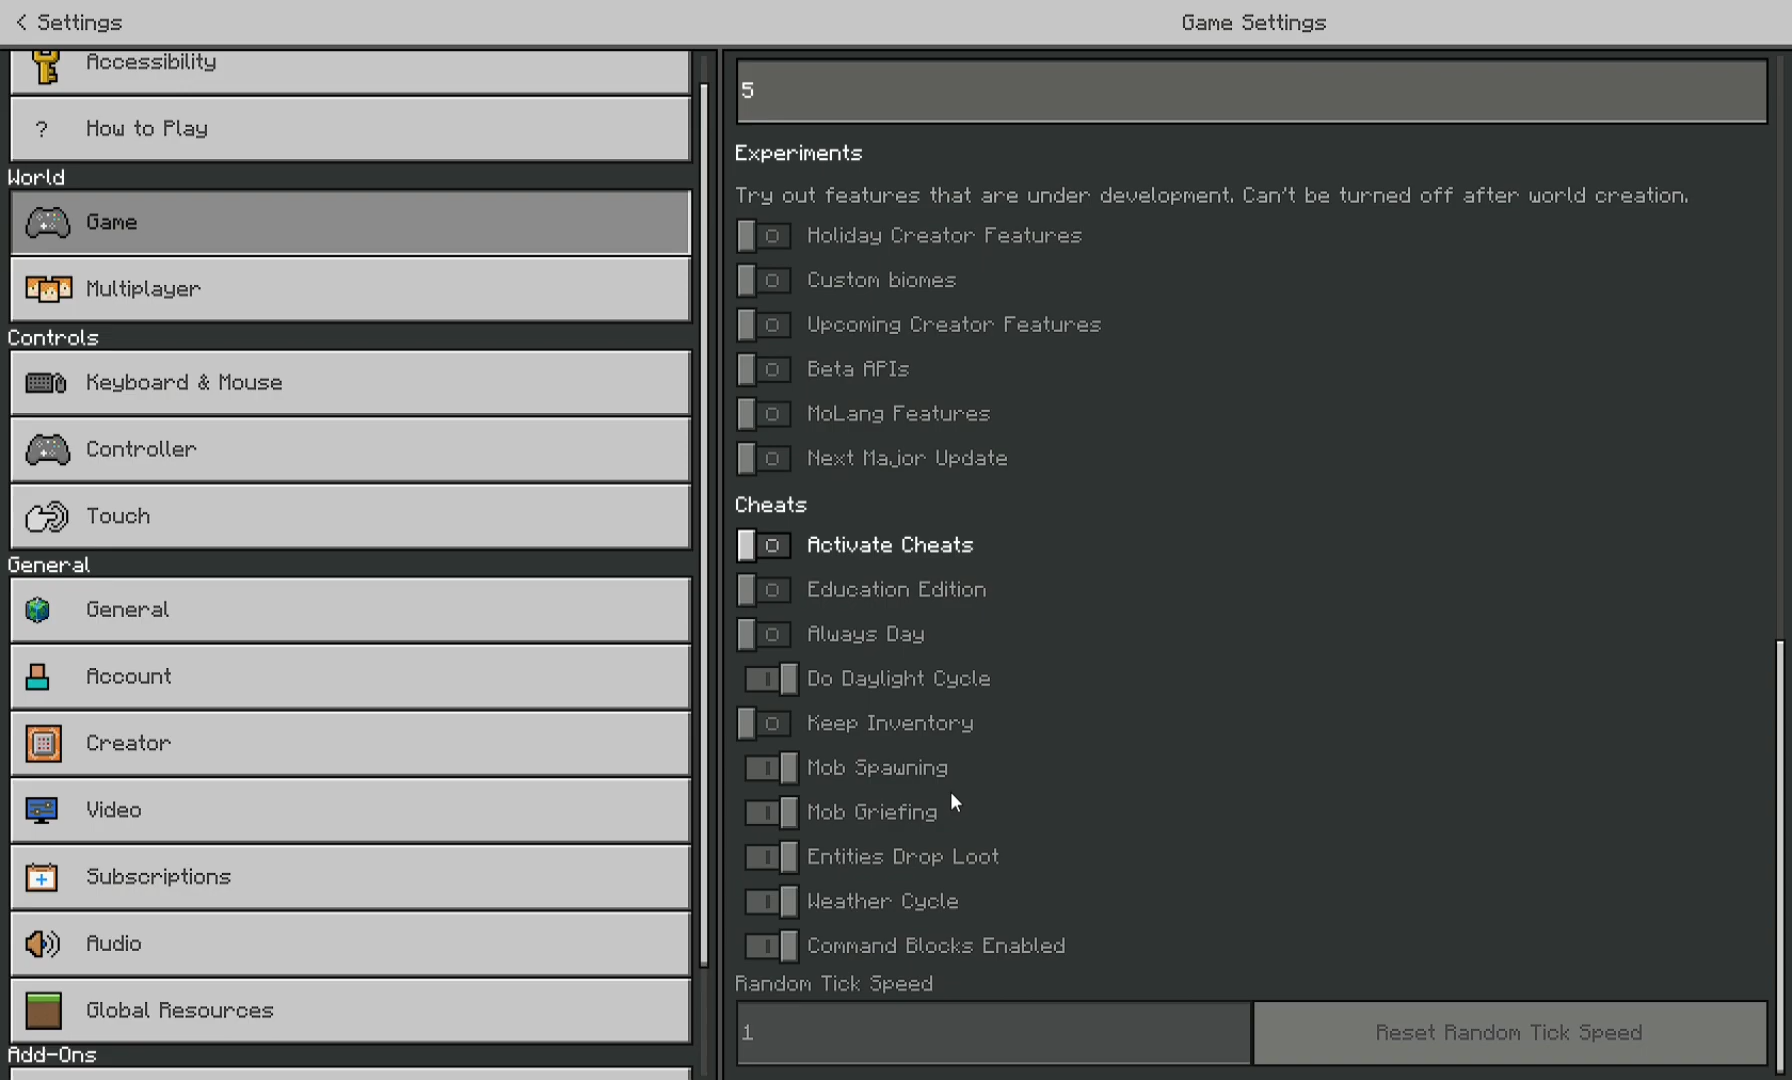 < Settings
Game Settings
Accessibility
? How to Play
World
Game
Multiplayer
Controls
Keyboard & Mouse
Controller
Touch
General
General
Account
Creator
Video
Subscriptions
Audio
Global Resources
Add-Ons
5
Experiments
Try out features that are under development. Can't be turned off after world creation.
Holiday Creator Features
Custom biomes
Upcoming Creator Features
Beta APIs
MoLang Features
Next Major Update
Cheats
Activate Cheats
Education Edition
Always Day
Do Daylight Cycle
Keep Inventory
Mob Spawning
Mob Griefing
Entities Drop Loot
Weather Cycle
Command Blocks Enabled
Random Tick Speed
1
Reset Random Tick Speed